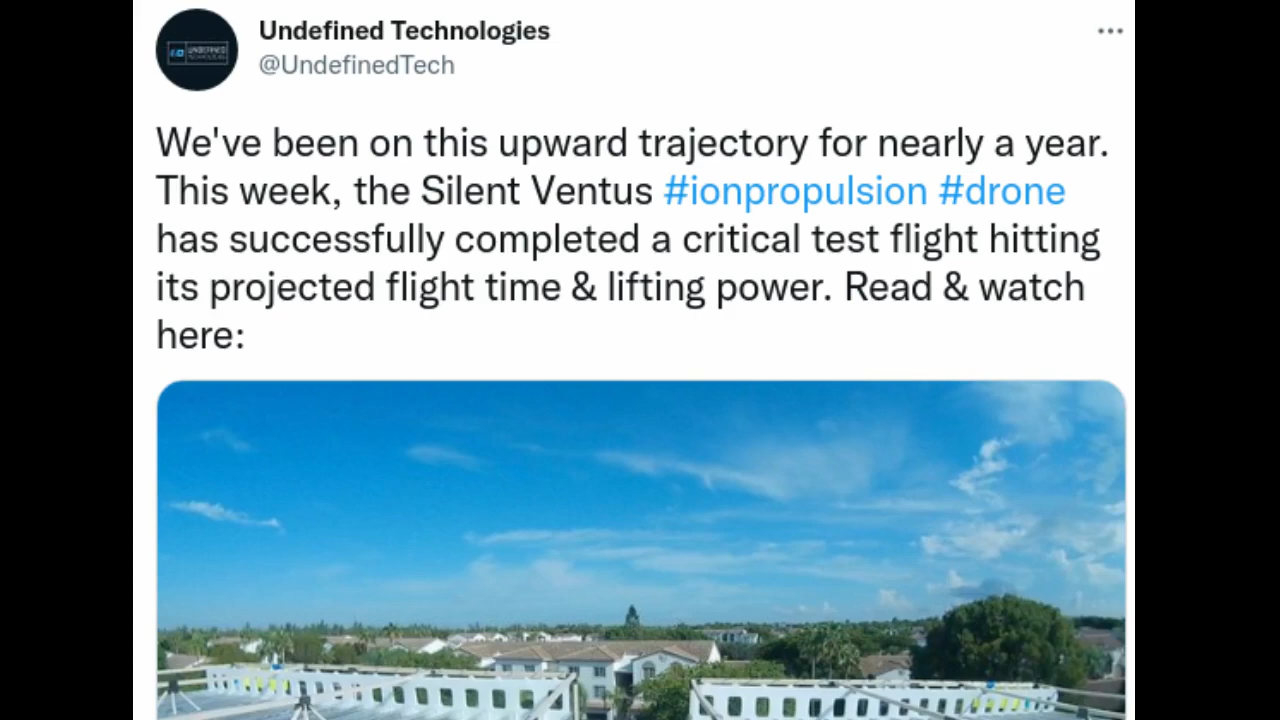 Undefined Technologies
@UndefinedTech
We've been on this upward trajectory for nearly a year.
This week, the Silent Ventus #ionpropulsion #drone
has successfully completed a critical test flight hitting
its projected flight time & lifting power. Read & watch
here: